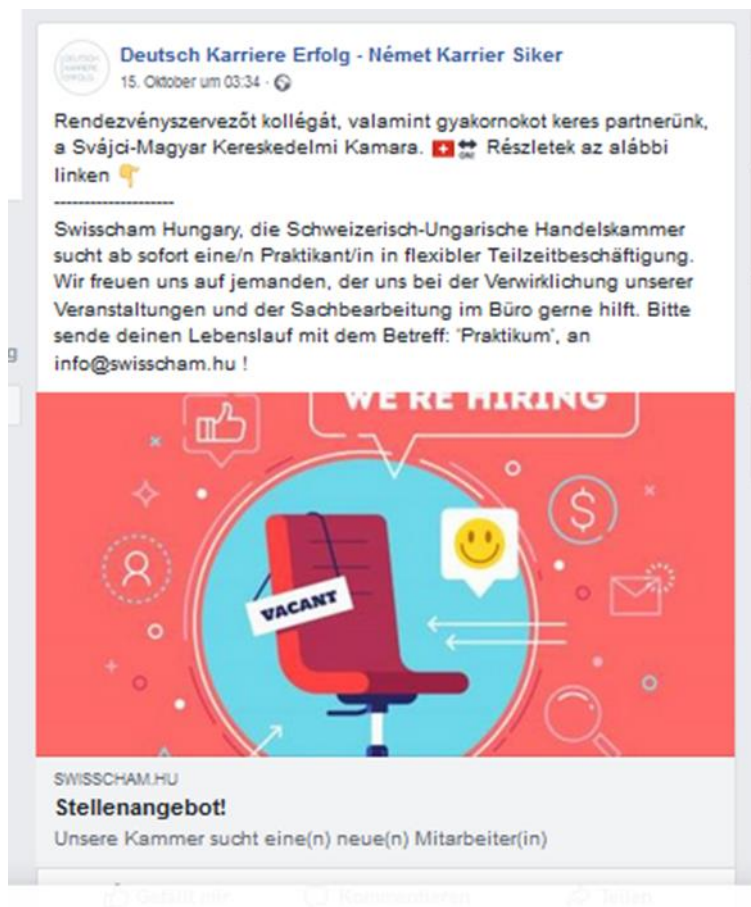 Deutsch Karriere Erfolg - Német Karrier Siker
15. Oktober um 03:34 ·
Rendezvényszervezőt kollégát, valamint gyakornokot keres partnerünk,
a Svájci-Magyar Kereskedelmi Kamara. 🇨🇭 🔛 Részletek az alábbi
linken 👇
--------------------
Swisscham Hungary, die Schweizerisch-Ungarische Handelskammer
sucht ab sofort eine/n Praktikant/in in flexibler Teilzeitbeschäftigung.
Wir freuen uns auf jemanden, der uns bei der Verwirklichung unserer
Veranstaltungen und der Sachbearbeitung im Büro gerne hilft. Bitte
sende deinen Lebenslauf mit dem Betreff: "Praktikum", an
info@swisscham.hu !
WE'RE HIRING
VACANT
SWISSCHAM.HU
Stellenangebot!
Unsere Kammer sucht eine(n) neue(n) Mitarbeiter(in)
Gefällt mir
Kommentieren
Teilen